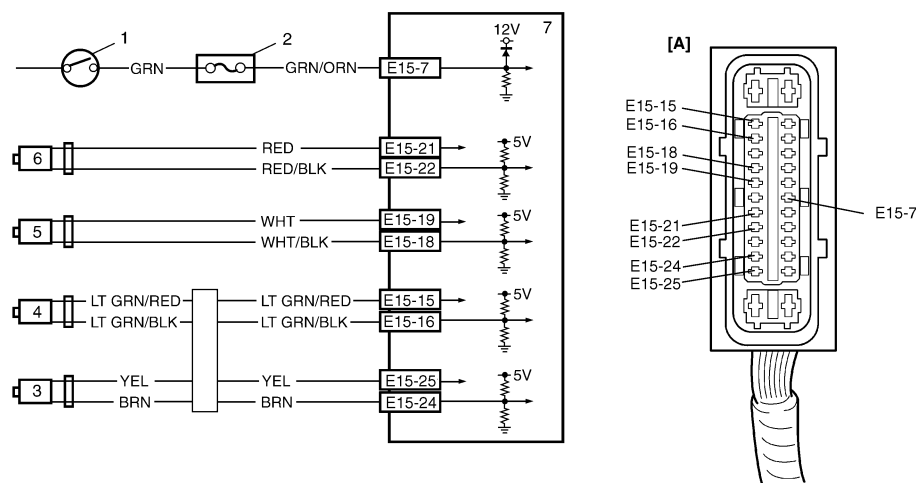 1 2 12V 7
GRN GRN/ORN E15-7
6 RED E15-21 5V
RED/BLK E15-22
5 WHT E15-19 5V
WHT/BLK E15-18
4 LT GRN/RED LT GRN/RED E15-15 5V
LT GRN/BLK LT GRN/BLK E15-16
3 YEL YEL E15-25 5V
BRN BRN E15-24
[A]
E15-15
E15-16
E15-18
E15-19
E15-7
E15-21
E15-22
E15-24
E15-25